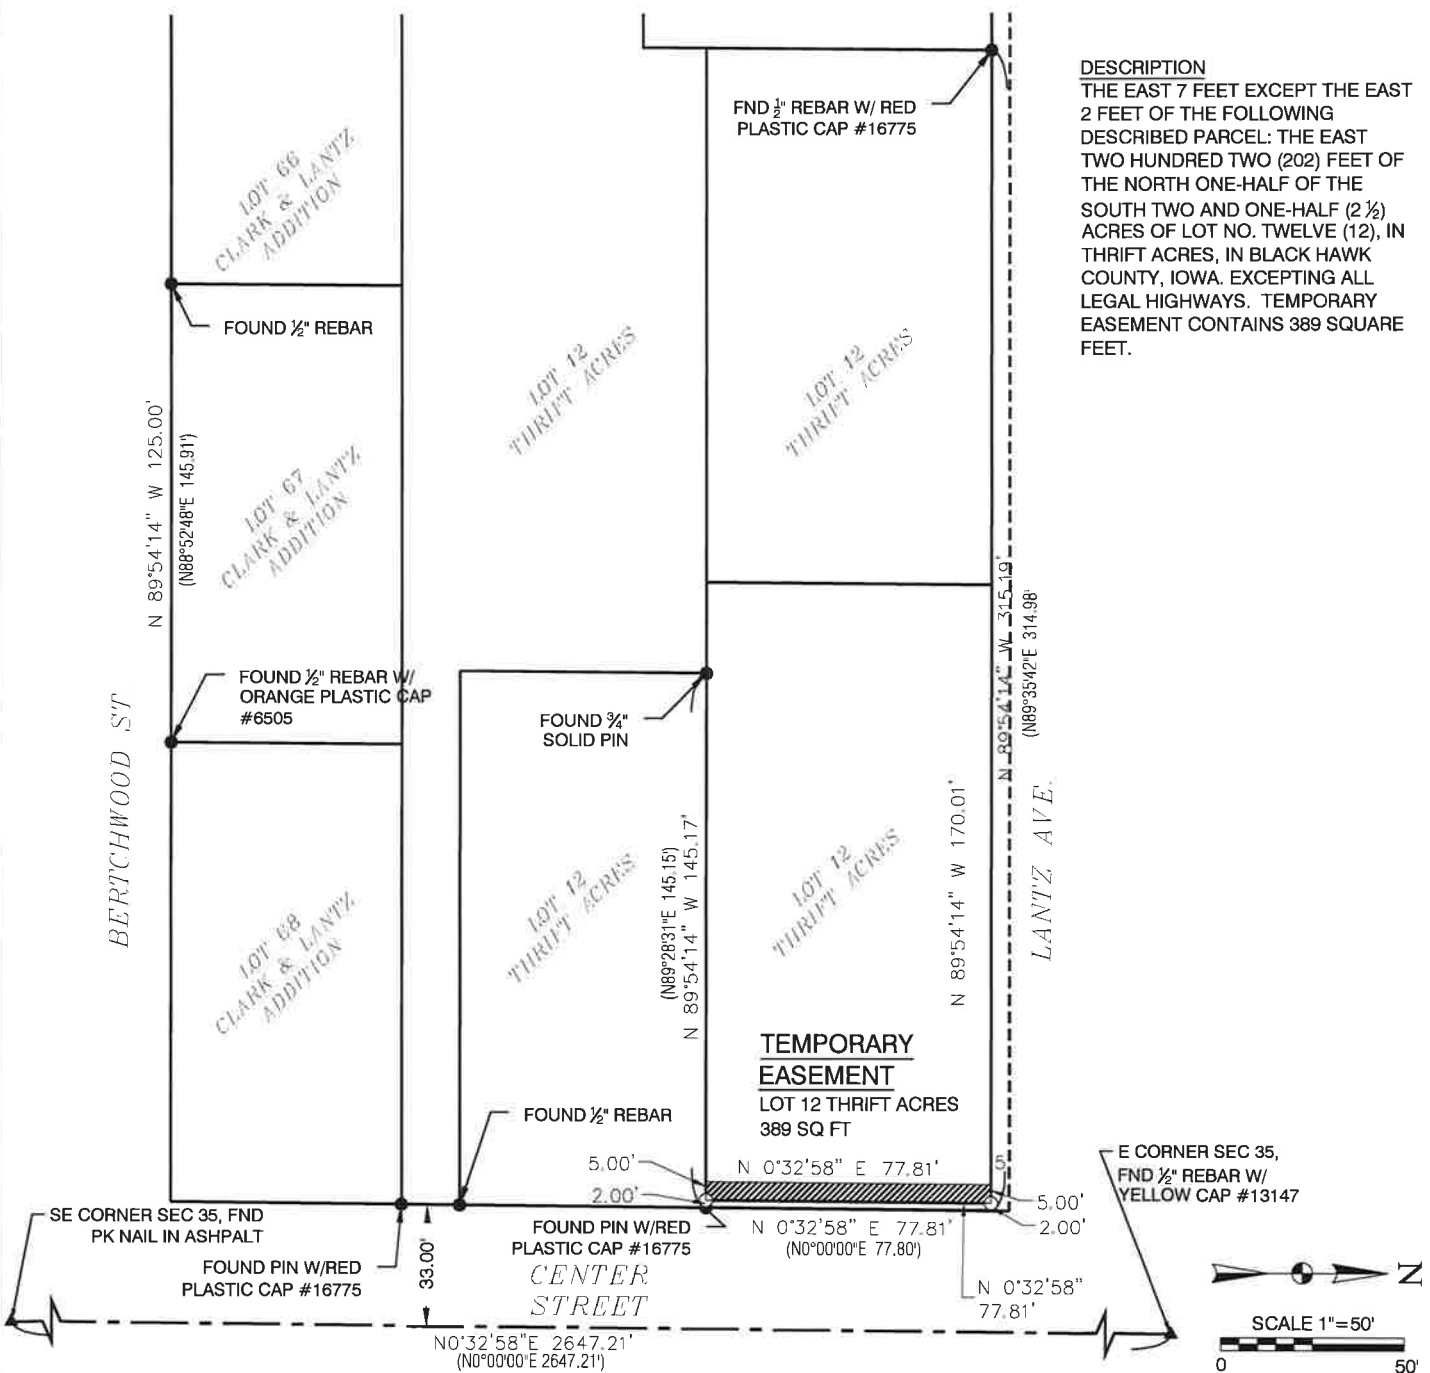 DESCRIPTION
THE EAST 7 FEET EXCEPT THE EAST
2 FEET OF THE FOLLOWING
DESCRIBED PARCEL: THE EAST
TWO HUNDRED TWO (202) FEET OF
THE NORTH ONE-HALF OF THE
SOUTH TWO AND ONE-HALF (2 ½)
ACRES OF LOT NO. TWELVE (12), IN
THRIFT ACRES, IN BLACK HAWK
COUNTY, IOWA. EXCEPTING ALL
LEGAL HIGHWAYS. TEMPORARY
EASEMENT CONTAINS 389 SQUARE
FEET.
FND ½" REBAR W/ RED
PLASTIC CAP #16775
LOT 66
CLARK & LANTZ
ADDITION
FOUND ½" REBAR
LOT 12
THRIFT ACRES
LOT 12
THRIFT ACRES
N 89°54'14" W 125.00'
(N88°52'48"E 145.91')
LOT 67
CLARK & LANTZ
ADDITION
N 89°54'14" W 315.19'
(N89°35'42"E 314.98'
FOUND ½" REBAR W/
ORANGE PLASTIC CAP
#6505
FOUND ¾"
SOLID PIN
BERTCHWOOD ST
LANTZ AVE.
LOT 68
CLARK & LANTZ
ADDITION
LOT 12
THRIFT ACRES
(N89°28'31"E 145.15')
N 89°54'14" W 145.17'
LOT 12
THRIFT ACRES
N 89°54'14" W 170.01'
TEMPORARY
EASEMENT
LOT 12 THRIFT ACRES
389 SQ FT
FOUND ½" REBAR
5.00'
N 0°32'58" E 77.81'
5
2.00'
5.00'
2.00'
E CORNER SEC 35,
FND ½" REBAR W/
YELLOW CAP #13147
SE CORNER SEC 35, FND
PK NAIL IN ASHPALT
FOUND PIN W/RED
PLASTIC CAP #16775
33.00'
FOUND PIN W/RED
PLASTIC CAP #16775
N 0°32'58" E 77.81'
(N0°00'00"E 77.80')
N 0°32'58"
77.81'
CENTER
STREET
N0°32'58"E 2647.21'
(N0°00'00"E 2647.21')
N
SCALE 1"=50'
0 50'